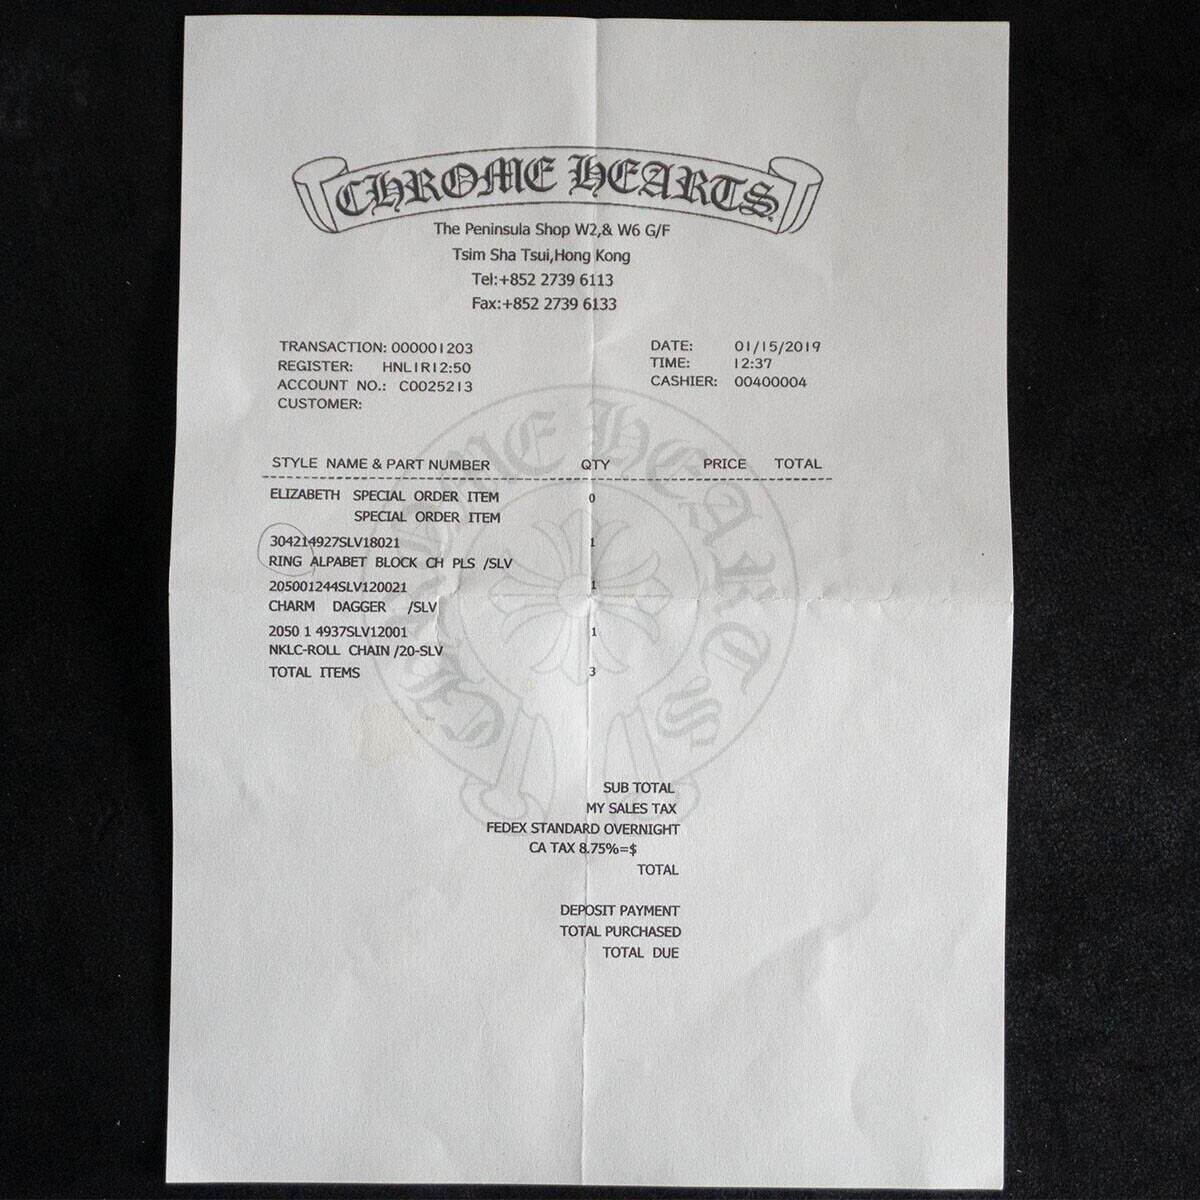 CHROME HEARTS
The Peninsula Shop W2,& W6 G/F
Tsim Sha Tsui,Hong Kong
Tel:+852 2739 6113
Fax:+852 2739 6133
TRANSACTION: 000001203
REGISTER: HNL1R12:50
ACCOUNT NO.: C0025213
CUSTOMER:
DATE: 01/15/2019
TIME: 12:37
CASHIER: 00400004
STYLE NAME & PART NUMBER QTY PRICE TOTAL
ELIZABETH SPECIAL ORDER ITEM 0
SPECIAL ORDER ITEM
304214927SLV18021 1
RING ALPABET BLOCK CH PLS /SLV
205001244SLV120021 1
CHARM DAGGER /SLV
2050 1 4937SLV12001 1
NKLC-ROLL CHAIN /20-SLV
TOTAL ITEMS 3
CHROME HEARTS
SUB TOTAL
MY SALES TAX
FEDEX STANDARD OVERNIGHT
CA TAX 8.75%=$
TOTAL
DEPOSIT PAYMENT
TOTAL PURCHASED
TOTAL DUE